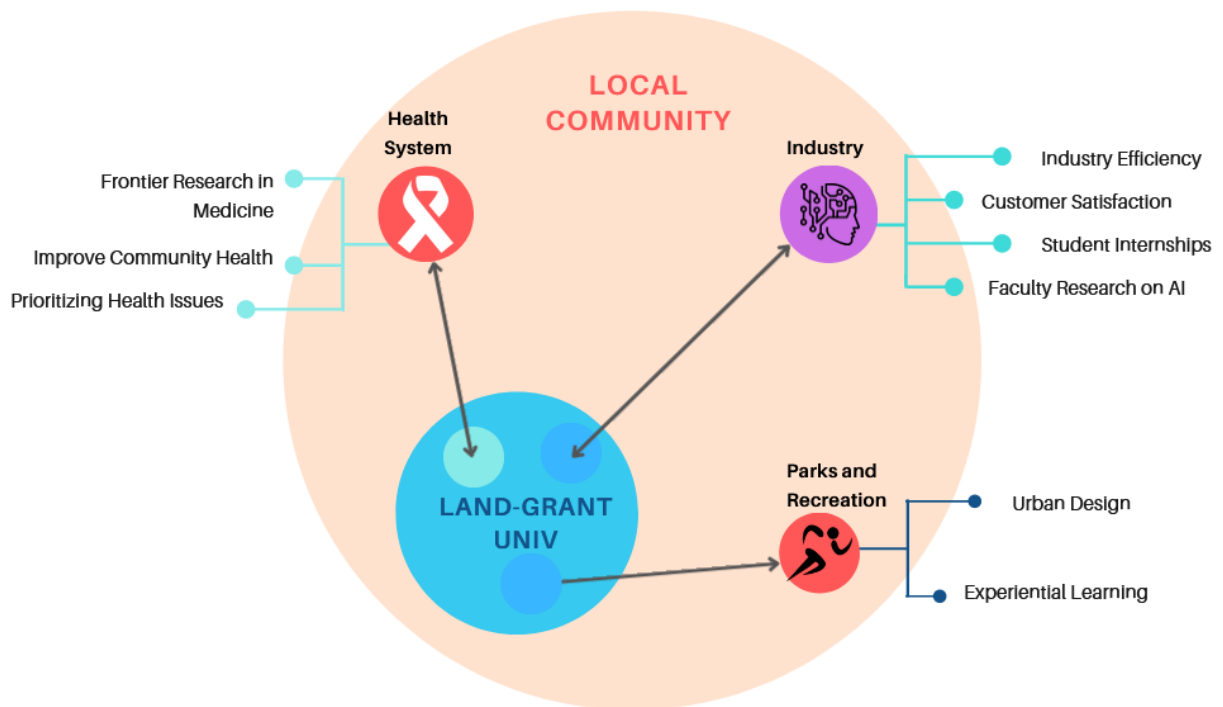 LOCAL
COMMUNITY
Health
System
Frontier Research in
Medicine
Improve Community Health
Prioritizing Health Issues
Industry
Industry Efficiency
Customer Satisfaction
Student Internships
Faculty Research on AI
LAND-GRANT
UNIV
Parks and
Recreation
Urban Design
Experiential Learning